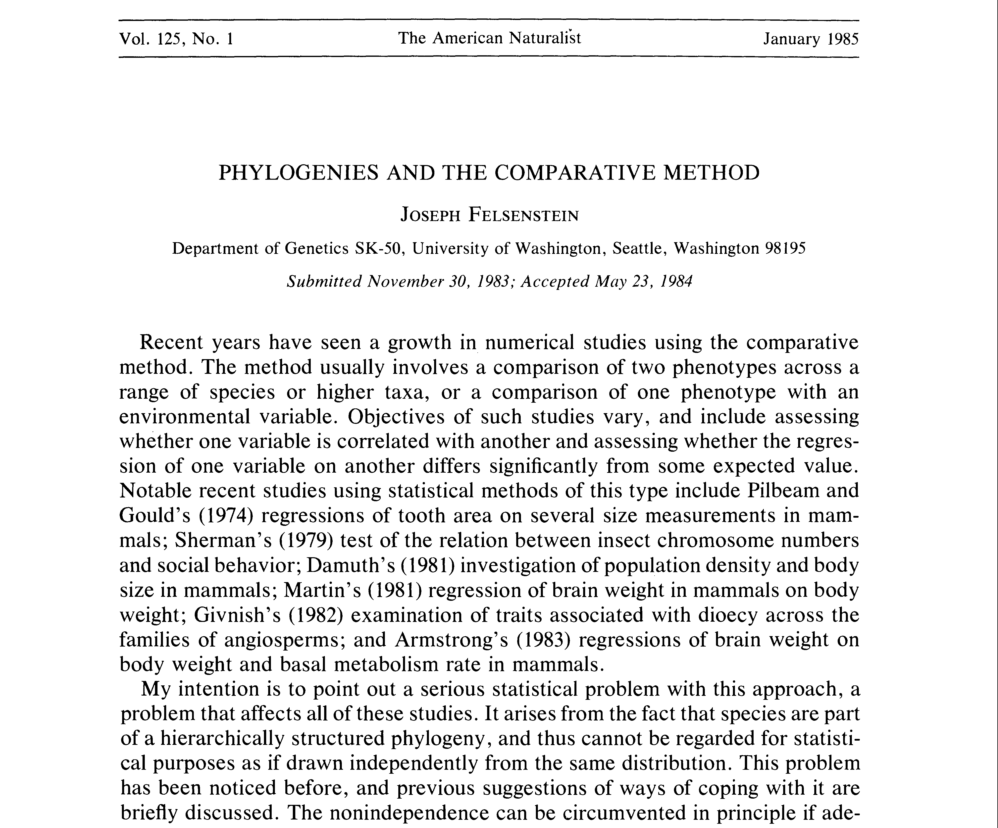 Vol. 125, No. 1 The American Naturalist January 1985
PHYLOGENIES AND THE COMPARATIVE METHOD
JOSEPH FELSENSTEIN
Department of Genetics SK-50, University of Washington, Seattle, Washington 98195
Submitted November 30, 1983; Accepted May 23, 1984
Recent years have seen a growth in numerical studies using the comparative
method. The method usually involves a comparison of two phenotypes across a
range of species or higher taxa, or a comparison of one phenotype with an
environmental variable. Objectives of such studies vary, and include assessing
whether one variable is correlated with another and assessing whether the regres-
sion of one variable on another differs significantly from some expected value.
Notable recent studies using statistical methods of this type include Pilbeam and
Gould's (1974) regressions of tooth area on several size measurements in mam-
mals; Sherman's (1979) test of the relation between insect chromosome numbers
and social behavior; Damuth's (1981) investigation of population density and body
size in mammals; Martin's (1981) regression of brain weight in mammals on body
weight; Givnish's (1982) examination of traits associated with dioecy across the
families of angiosperms; and Armstrong's (1983) regressions of brain weight on
body weight and basal metabolism rate in mammals.
My intention is to point out a serious statistical problem with this approach, a
problem that affects all of these studies. It arises from the fact that species are part
of a hierarchically structured phylogeny, and thus cannot be regarded for statisti-
cal purposes as if drawn independently from the same distribution. This problem
has been noticed before, and previous suggestions of ways of coping with it are
briefly discussed. The nonindependence can be circumvented in principle if ade-